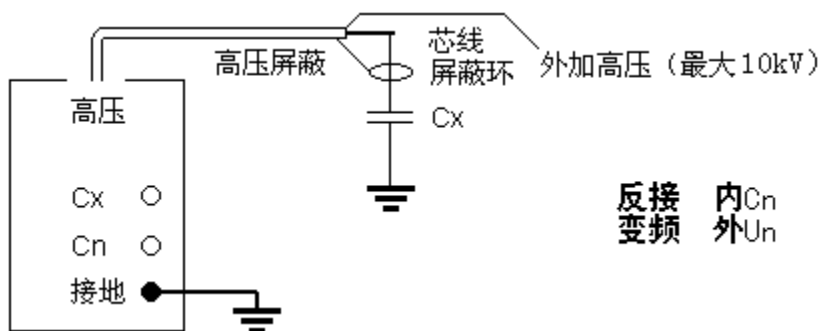 芯线
高压屏蔽
屏蔽环
外加高压（最大10kV）
高压
Cx
Cx
Cn
接地
反接 内Cn
变频 外Un